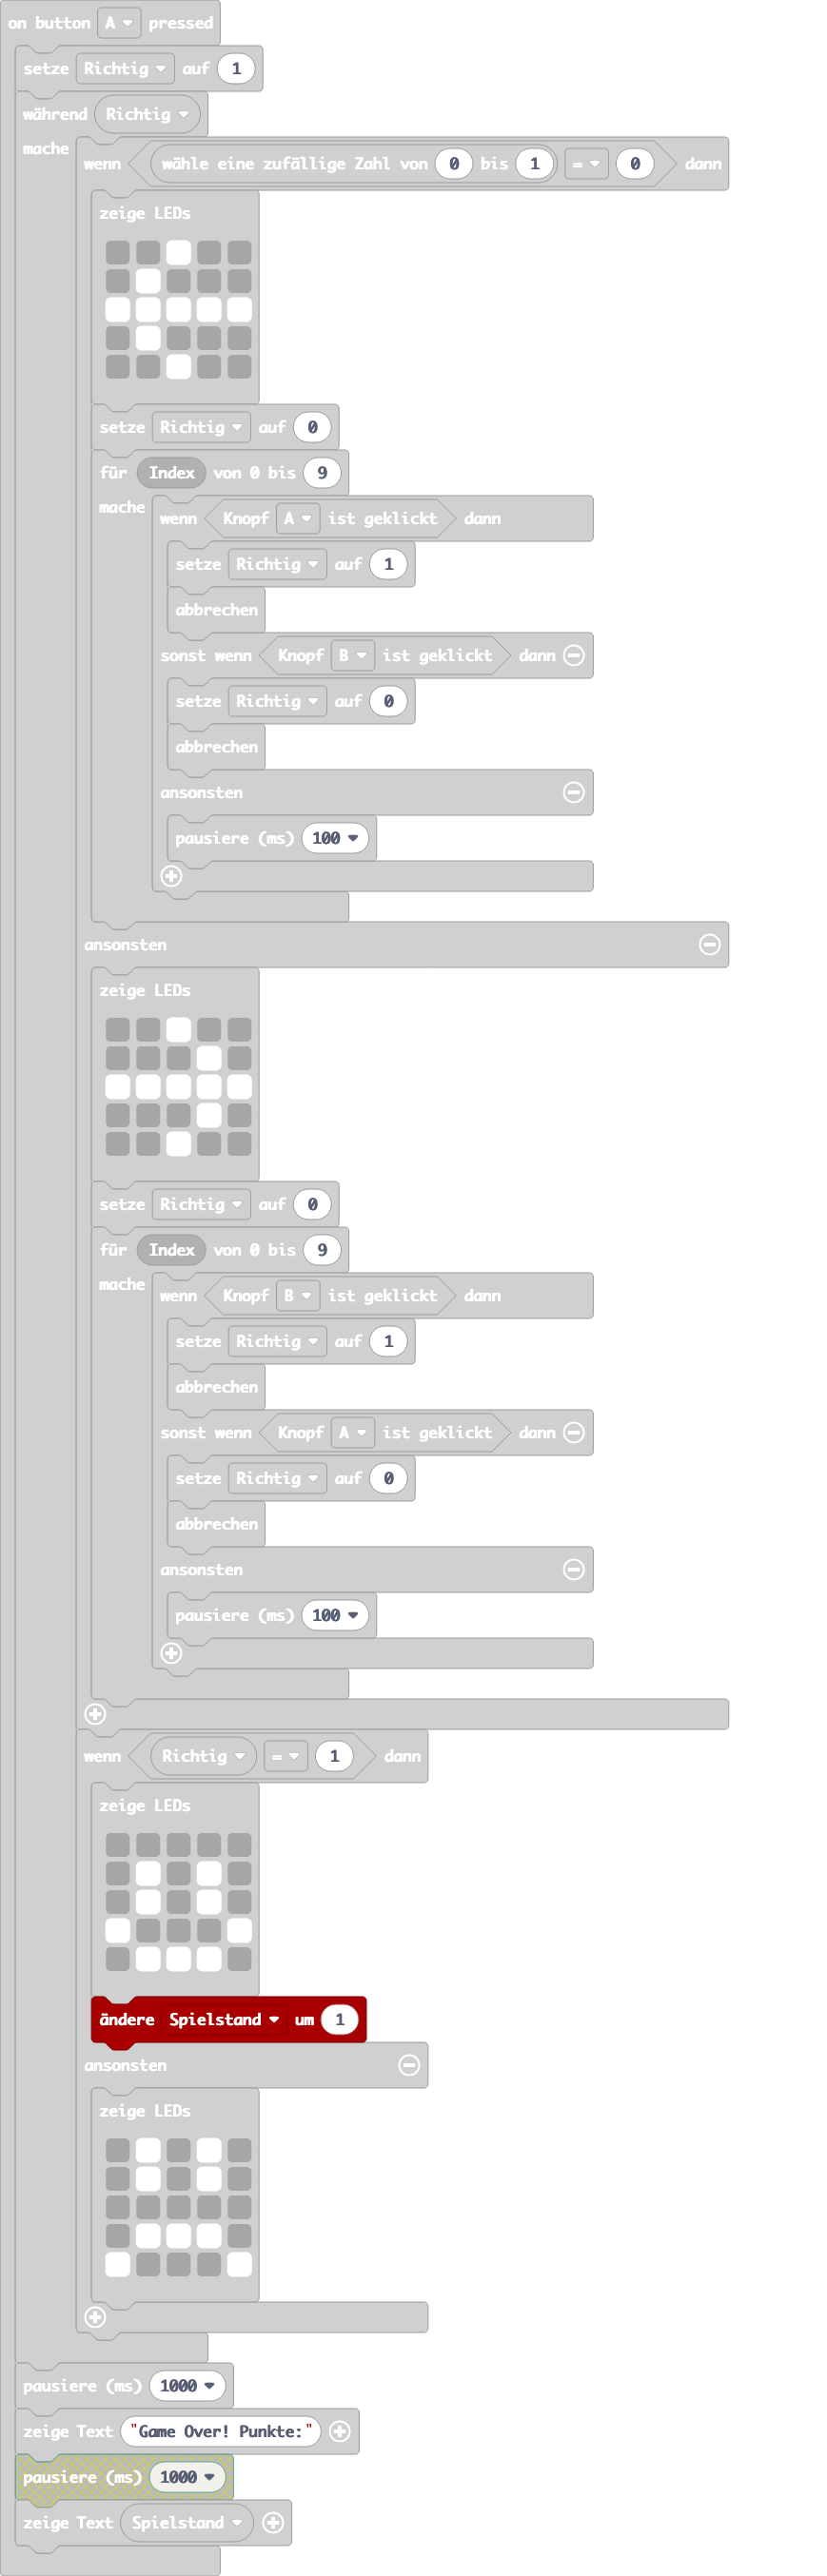 on button A pressed
setze Richtig auf 1
während Richtig
mache
wenn wähle eine zufällige Zahl von 0 bis 1 = 0 dann
zeige LEDs
setze Richtig auf 0
für Index von 0 bis 9
mache
wenn Knopf A ist geklickt dann
setze Richtig auf 1
abbrechen
sonst wenn Knopf B ist geklickt dann
setze Richtig auf 0
abbrechen
ansonsten
pausiere (ms) 100
ansonsten
zeige LEDs
setze Richtig auf 0
für Index von 0 bis 9
mache
wenn Knopf B ist geklickt dann
setze Richtig auf 1
abbrechen
sonst wenn Knopf A ist geklickt dann
setze Richtig auf 0
abbrechen
ansonsten
pausiere (ms) 100
wenn Richtig = 1 dann
zeige LEDs
ändere Spielstand um 1
ansonsten
zeige LEDs
pausiere (ms) 1000
zeige Text "Game Over! Punkte:"
pausiere (ms) 1000
zeige Text Spielstand